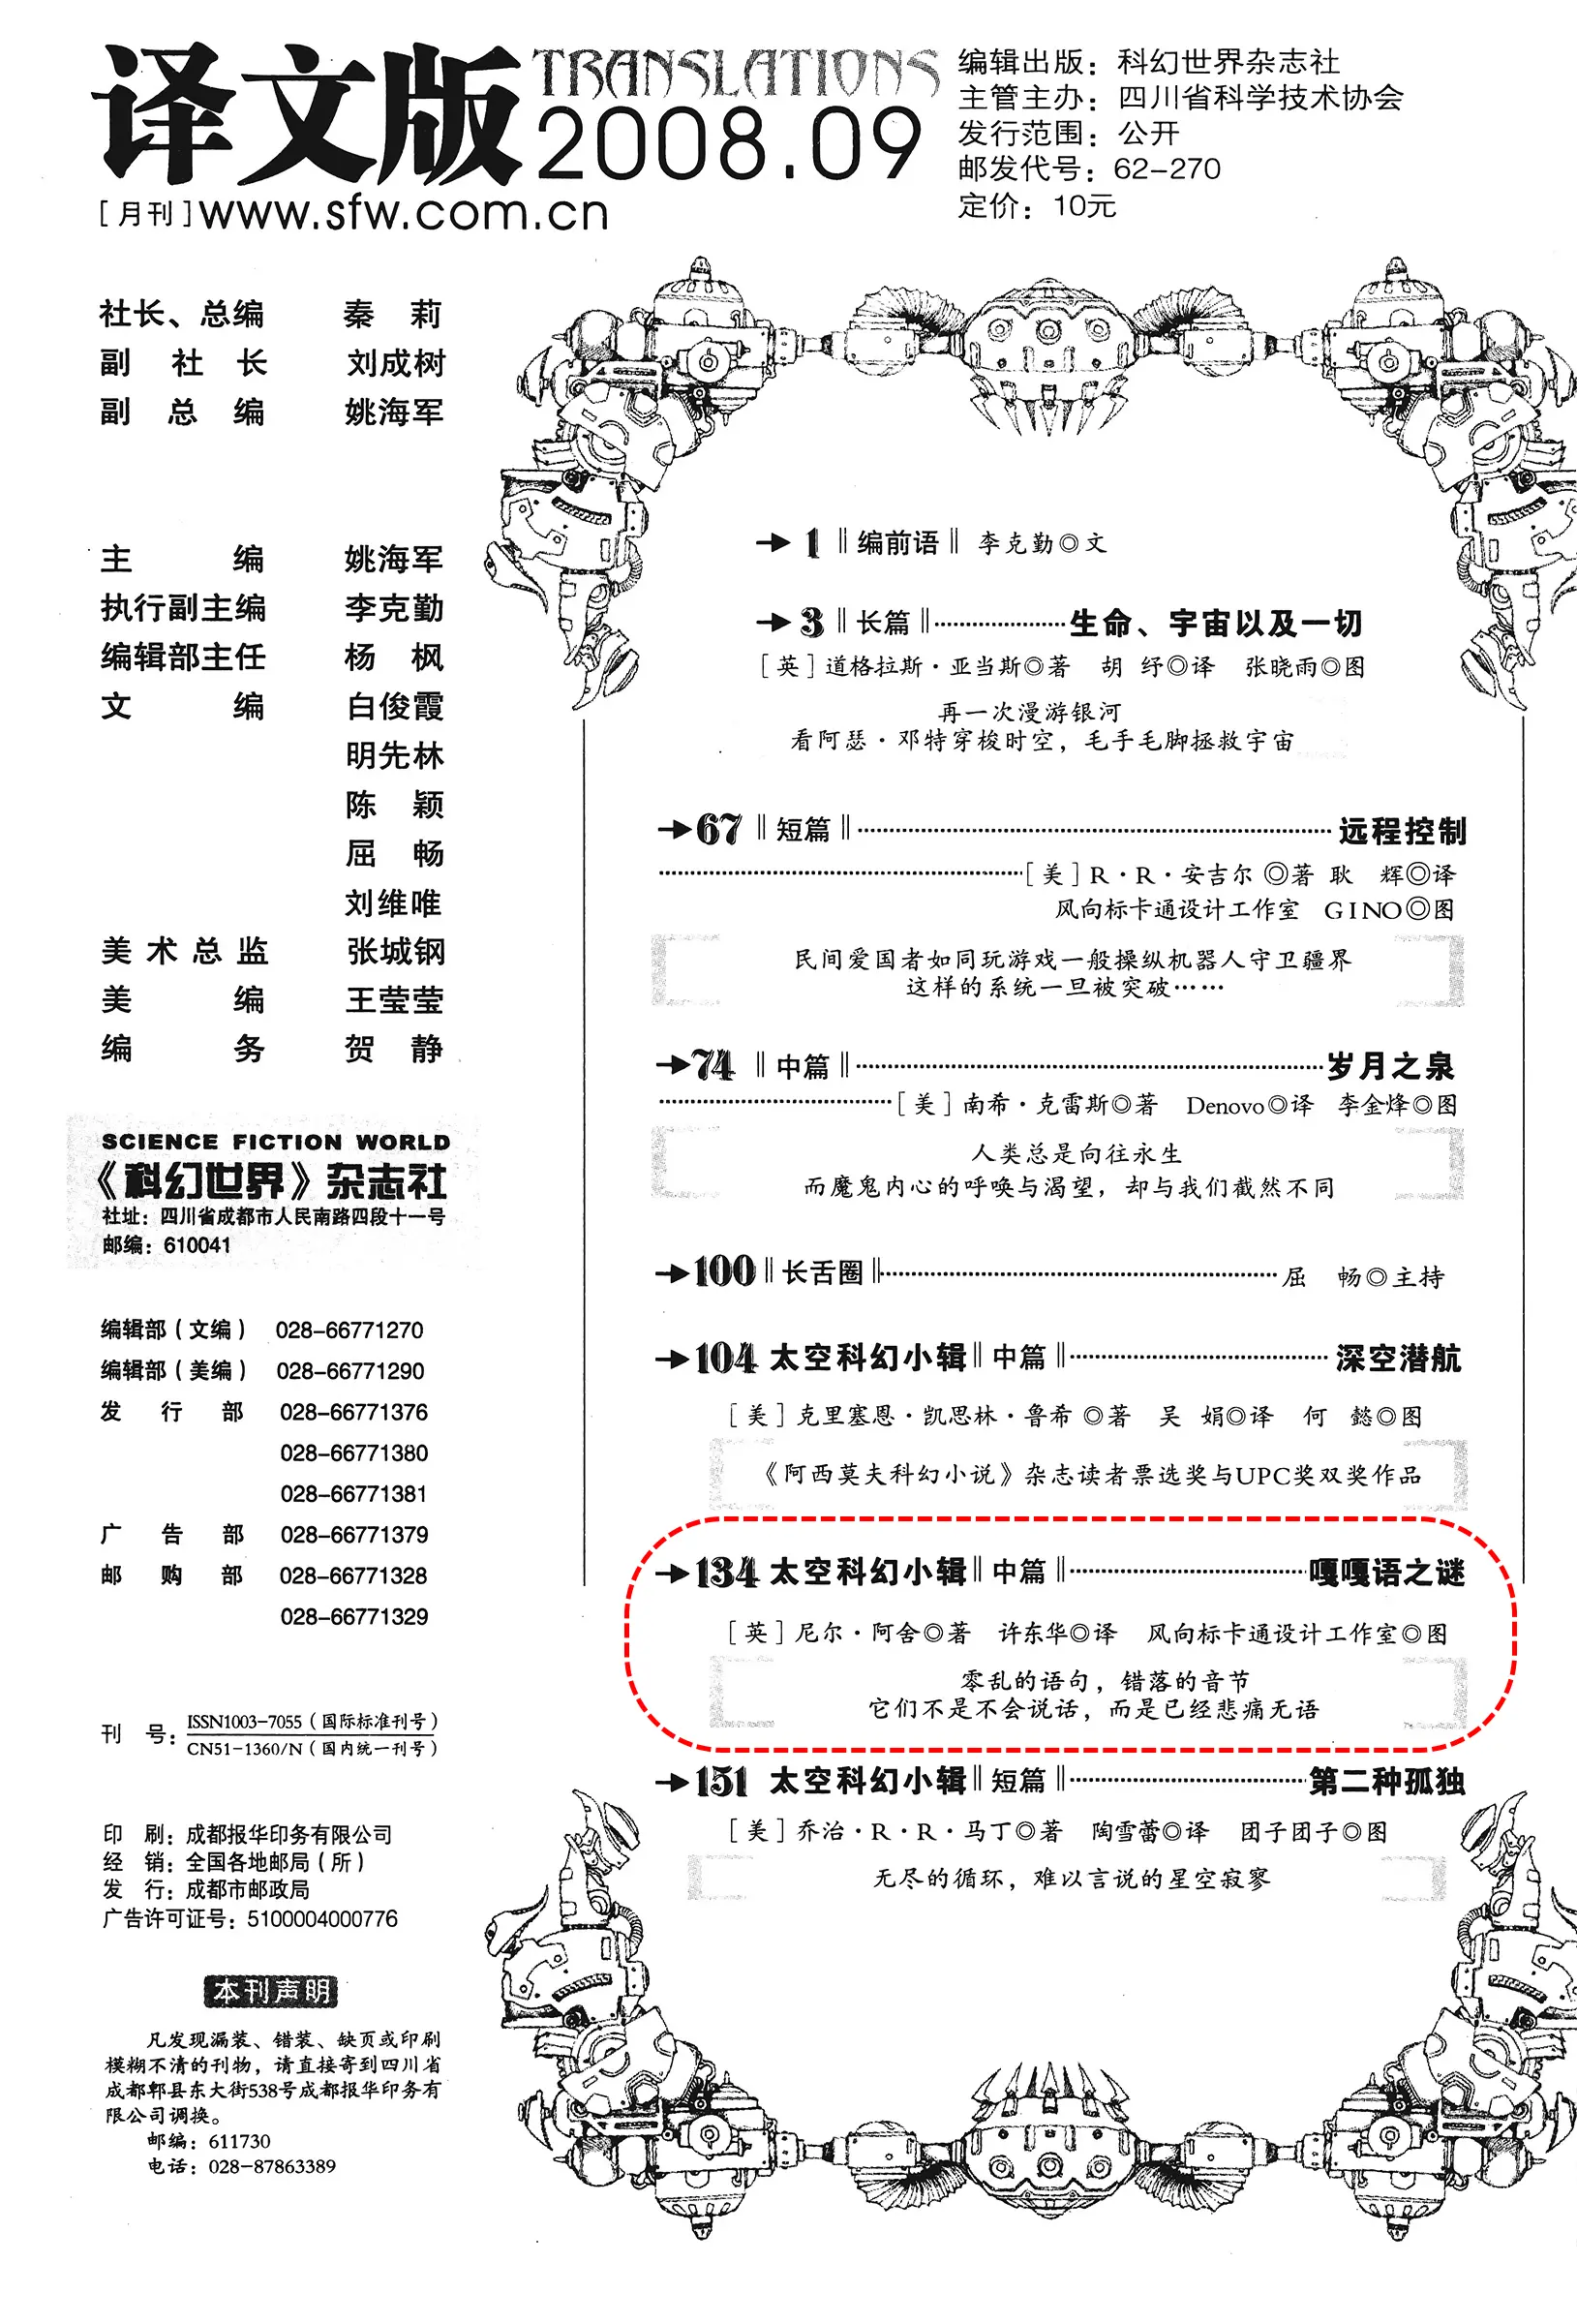 译文版
TRANSLATIONS
2008.09
[月刊]www.sfw.com.cn
编辑出版：科幻世界杂志社
主管主办：四川省科学技术协会
发行范围：公开
邮发代号：62-270
定价：10元
社长、总编 秦 莉
副 社 长 刘成树
副 总 编 姚海军
主 编 姚海军
执行副主编 李克勤
编辑部主任 杨 枫
文 编 白俊霞
明先林
陈 颖
屈 畅
刘维唯
美术总监 张城钢
美 编 王莹莹
编 务 贺 静
SCIENCE FICTION WORLD
《科幻世界》杂志社
社址：四川省成都市人民南路四段十一号
邮编：610041
编辑部（文编） 028-66771270
编辑部（美编） 028-66771290
发 行 部 028-66771376
028-66771380
028-66771381
广 告 部 028-66771379
邮 购 部 028-66771328
028-66771329
刊 号：ISSN1003-7055（国际标准刊号）
CN51-1360/N（国内统一刊号）
印 刷：成都报华印务有限公司
经 销：全国各地邮局（所）
发 行：成都市邮政局
广告许可证号：5100004000776
本刊声明
凡发现漏装、错装、缺页或印刷
模糊不清的刊物，请直接寄到四川省
成都郫县东大街538号成都报华印务有
限公司调换。
邮编：611730
电话：028-87863389
→1‖编前语‖ 李克勤◎文
→3‖长篇‖····················生命、宇宙以及一切
[英]道格拉斯·亚当斯◎著 胡 纾◎译 张晓雨◎图
再一次漫游银河
看阿瑟·邓特穿梭时空，毛手毛脚拯救宇宙
→67‖短篇‖····················远程控制
····················[美]R·R·安吉尔◎著 耿 辉◎译
风向标卡通设计工作室 GINO◎图
民间爱国者如同玩游戏一般操纵机器人守卫疆界
这样的系统一旦被突破……
→74‖中篇‖····················岁月之泉
····················[美]南希·克雷斯◎著 Denovo◎译 李金烽◎图
人类总是向往永生
而魔鬼内心的呼唤与渴望，却与我们截然不同
→100‖长舌圈‖····················屈 畅◎主持
→104 太空科幻小辑‖中篇‖····················深空潜航
[美]克里塞恩·凯思林·鲁希◎著 吴 娟◎译 何 懿◎图
《阿西莫夫科幻小说》杂志读者票选奖与UPC奖双奖作品
→134 太空科幻小辑‖中篇‖····················嘎嘎语之谜
[英]尼尔·阿舍◎著 许东华◎译 风向标卡通设计工作室◎图
零乱的语句，错落的音节
它们不是不会说话，而是已经悲痛无语
→151 太空科幻小辑‖短篇‖····················第二种孤独
[美]乔治·R·R·马丁◎著 陶雪蕾◎译 团子团子◎图
无尽的循环，难以言说的星空寂寥